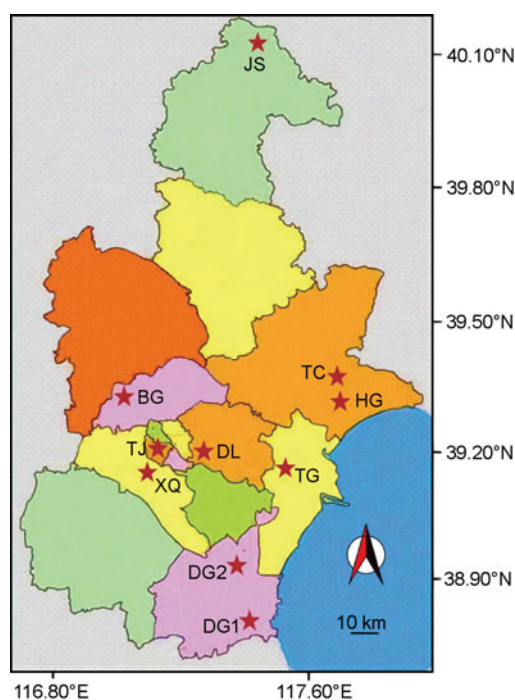 40.10°N
JS
39.80°N
39.50°N
TC
BG
HG
39.20°N
TJ
DL
TG
XQ
DG2
38.90°N
DG1
10 km
116.80°E
117.60°E